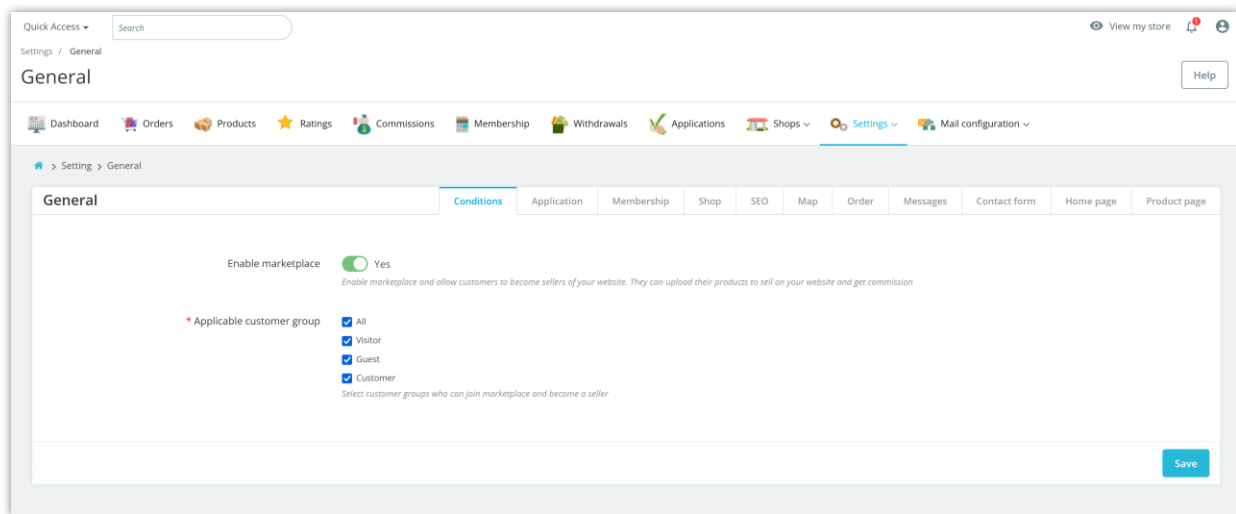 Quick Access Search View my store 1
Settings / General
General Help
Dashboard Orders Products Ratings Commissions Membership Withdrawals Applications Shops Settings Mail configuration
> Setting > General
General Conditions Application Membership Shop SEO Map Order Messages Contact form Home page Product page
Enable marketplace Yes
Enable marketplace and allow customers to become sellers of your website. They can upload their products to sell on your website and get commission
* Applicable customer group All
Visitor
Guest
Customer
Select customer groups who can join marketplace and become a seller
Save